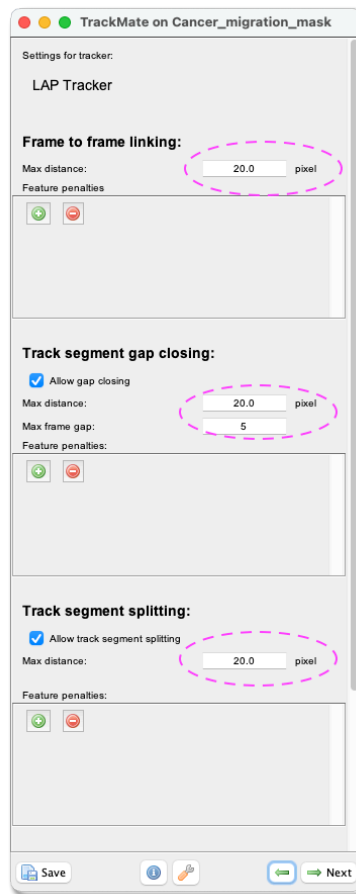 TrackMate on Cancer_migration_mask
Settings for tracker:
LAP Tracker
Frame to frame linking:
Max distance: 20.0 pixel
Feature penalties
Track segment gap closing:
Allow gap closing
Max distance: 20.0 pixel
Max frame gap: 5
Feature penalties:
Track segment splitting:
Allow track segment splitting
Max distance: 20.0 pixel
Feature penalties:
Save Next